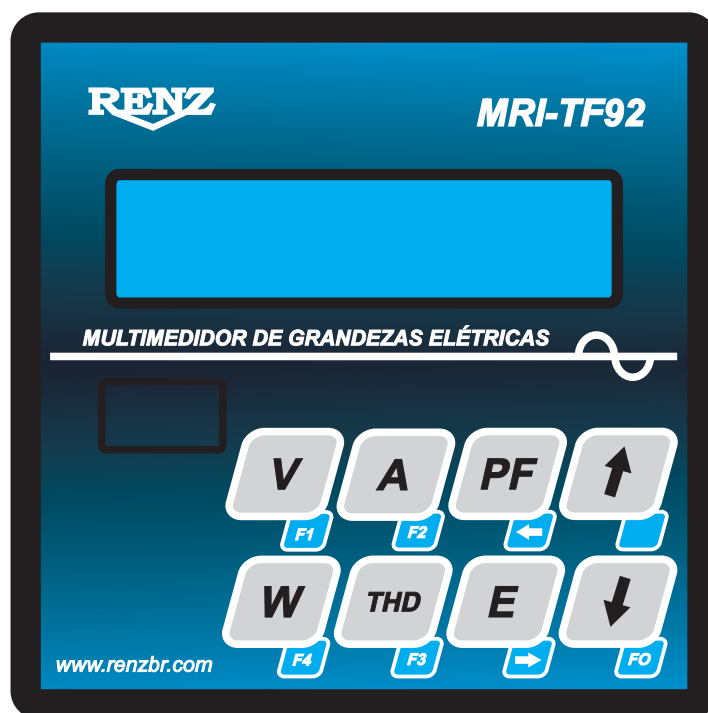 RENZ
MRI-TF92
MULTIMEDIDOR DE GRANDEZAS ELÉTRICAS
V A PF
F1 F2
W THD E
F4 F3 FO
www.renzbr.com